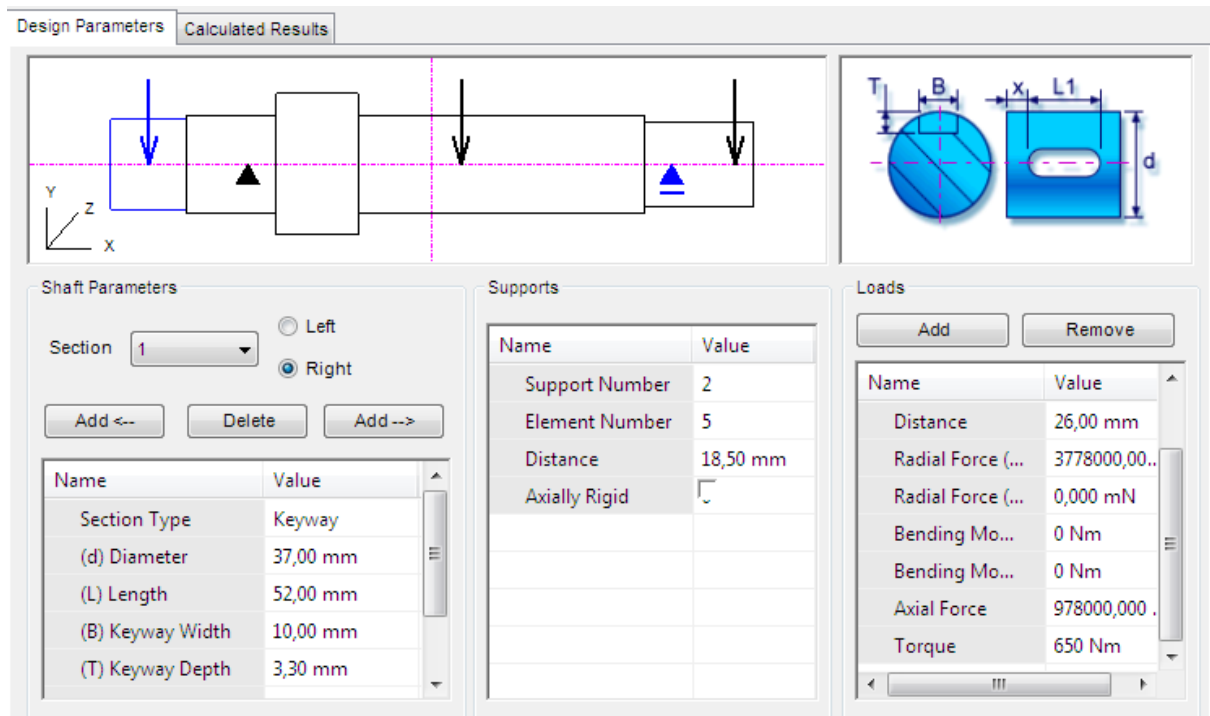 Design Parameters Calculated Results
Y
Z
X
T B x L1
d
Shaft Parameters
Section 1
Left
Right
Add <-- Delete Add -->
Name Value
Section Type Keyway
(d) Diameter 37,00 mm
(L) Length 52,00 mm
(B) Keyway Width 10,00 mm
(T) Keyway Depth 3,30 mm
Supports
Name Value
Support Number 2
Element Number 5
Distance 18,50 mm
Axially Rigid
Loads
Add Remove
Name Value
Distance 26,00 mm
Radial Force (... 3778000,00..
Radial Force (... 0,000 mN
Bending Mo... 0 Nm
Bending Mo... 0 Nm
Axial Force 978000,000 .
Torque 650 Nm